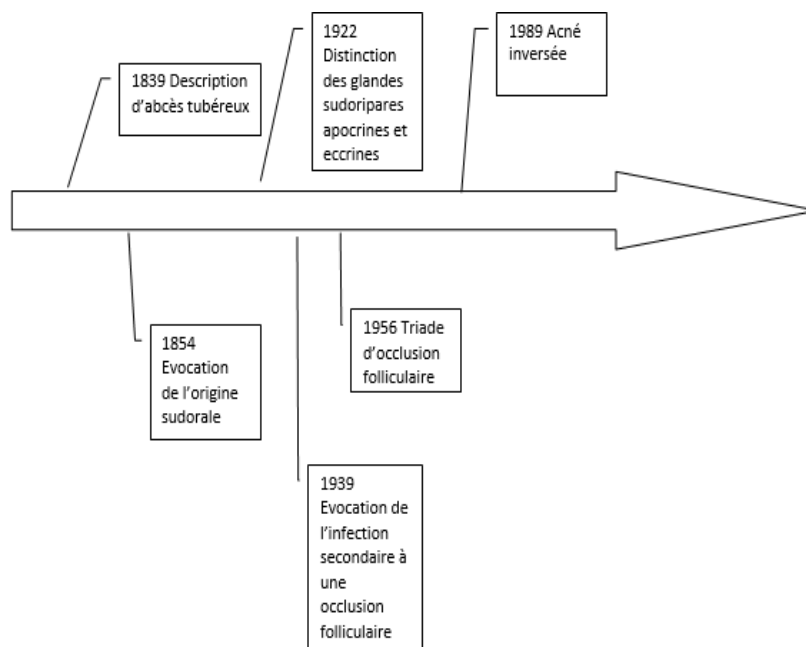 1839 Description
d'abcès tubéreux
1922
Distinction
des glandes
sudoripares
apocrines et
eccrines
1989 Acné
inversée
1854
Evocation
de l'origine
sudorale
1939
Evocation de
l'infection
secondaire à
une
occlusion
folliculaire
1956 Triade
d'occlusion
folliculaire